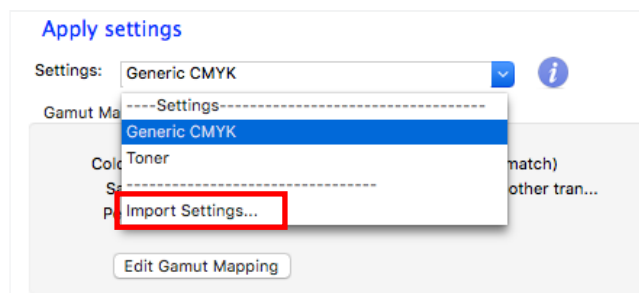 Apply settings
Settings: Generic CMYK
Gamut Ma ----Settings-----------------------------------
Generic CMYK
Colo Toner match)
Sa --------------------------------- other tran...
Pe Import Settings...
Edit Gamut Mapping